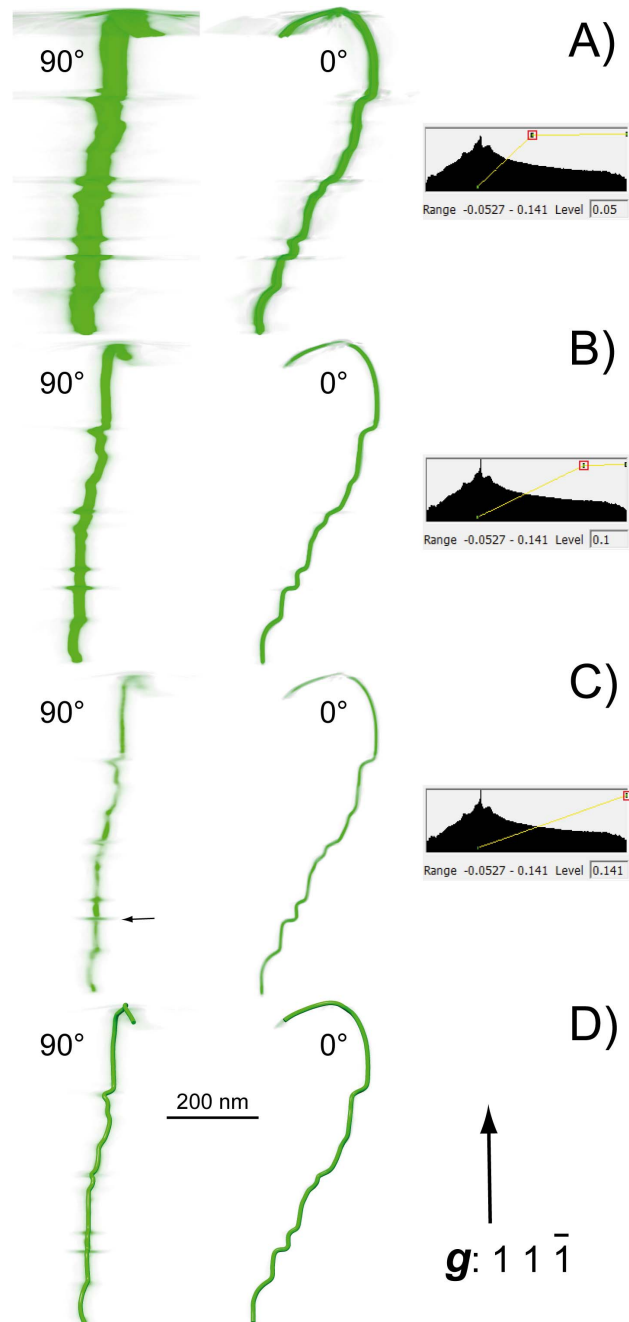 A)
90°
0°
Range -0.0527 - 0.141 Level 0.05
B)
90°
0°
Range -0.0527 - 0.141 Level 0.1
C)
90°
0°
Range -0.0527 - 0.141 Level 0.141
D)
90°
0°
200 nm
g: 1 1 1̄